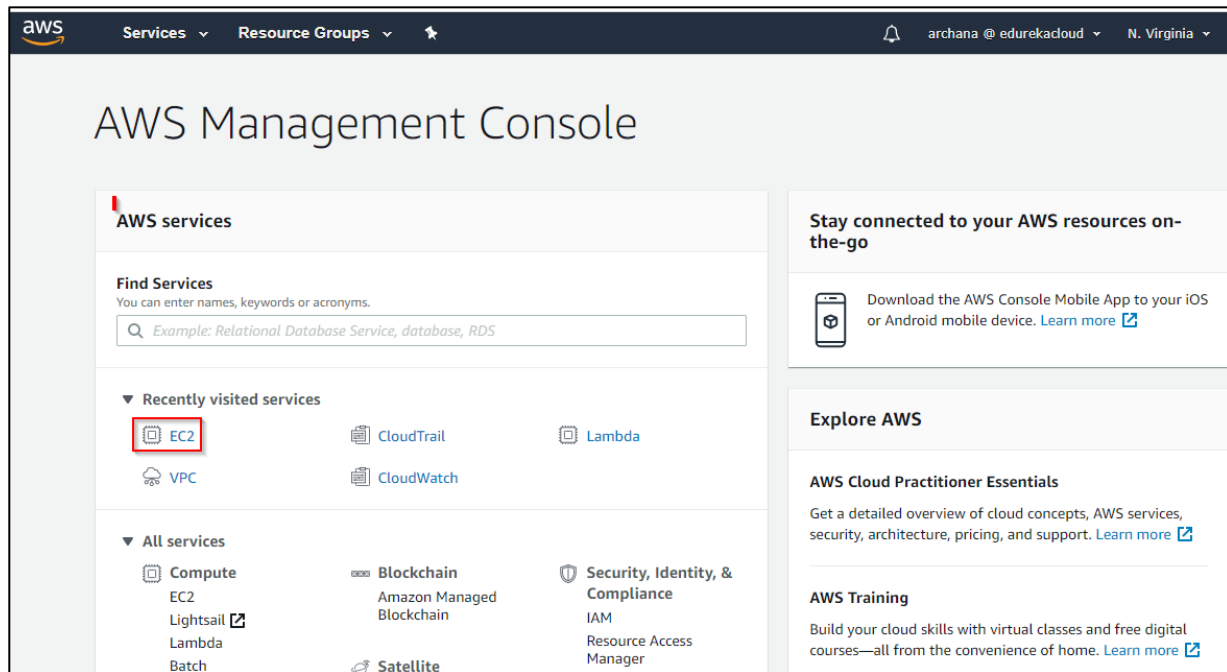 aws
Services
Resource Groups
archana @ edurekacloud
N. Virginia
AWS Management Console
AWS services
Find Services
You can enter names, keywords or acronyms.
Example: Relational Database Service, database, RDS
Recently visited services
EC2
CloudTrail
Lambda
VPC
CloudWatch
All services
Compute
EC2
Lightsail
Lambda
Batch
Blockchain
Amazon Managed
Blockchain
Satellite
Security, Identity, &
Compliance
IAM
Resource Access
Manager
Stay connected to your AWS resources on-
the-go
Download the AWS Console Mobile App to your iOS
or Android mobile device. Learn more
Explore AWS
AWS Cloud Practitioner Essentials
Get a detailed overview of cloud concepts, AWS services,
security, architecture, pricing, and support. Learn more
AWS Training
Build your cloud skills with virtual classes and free digital
courses—all from the convenience of home. Learn more